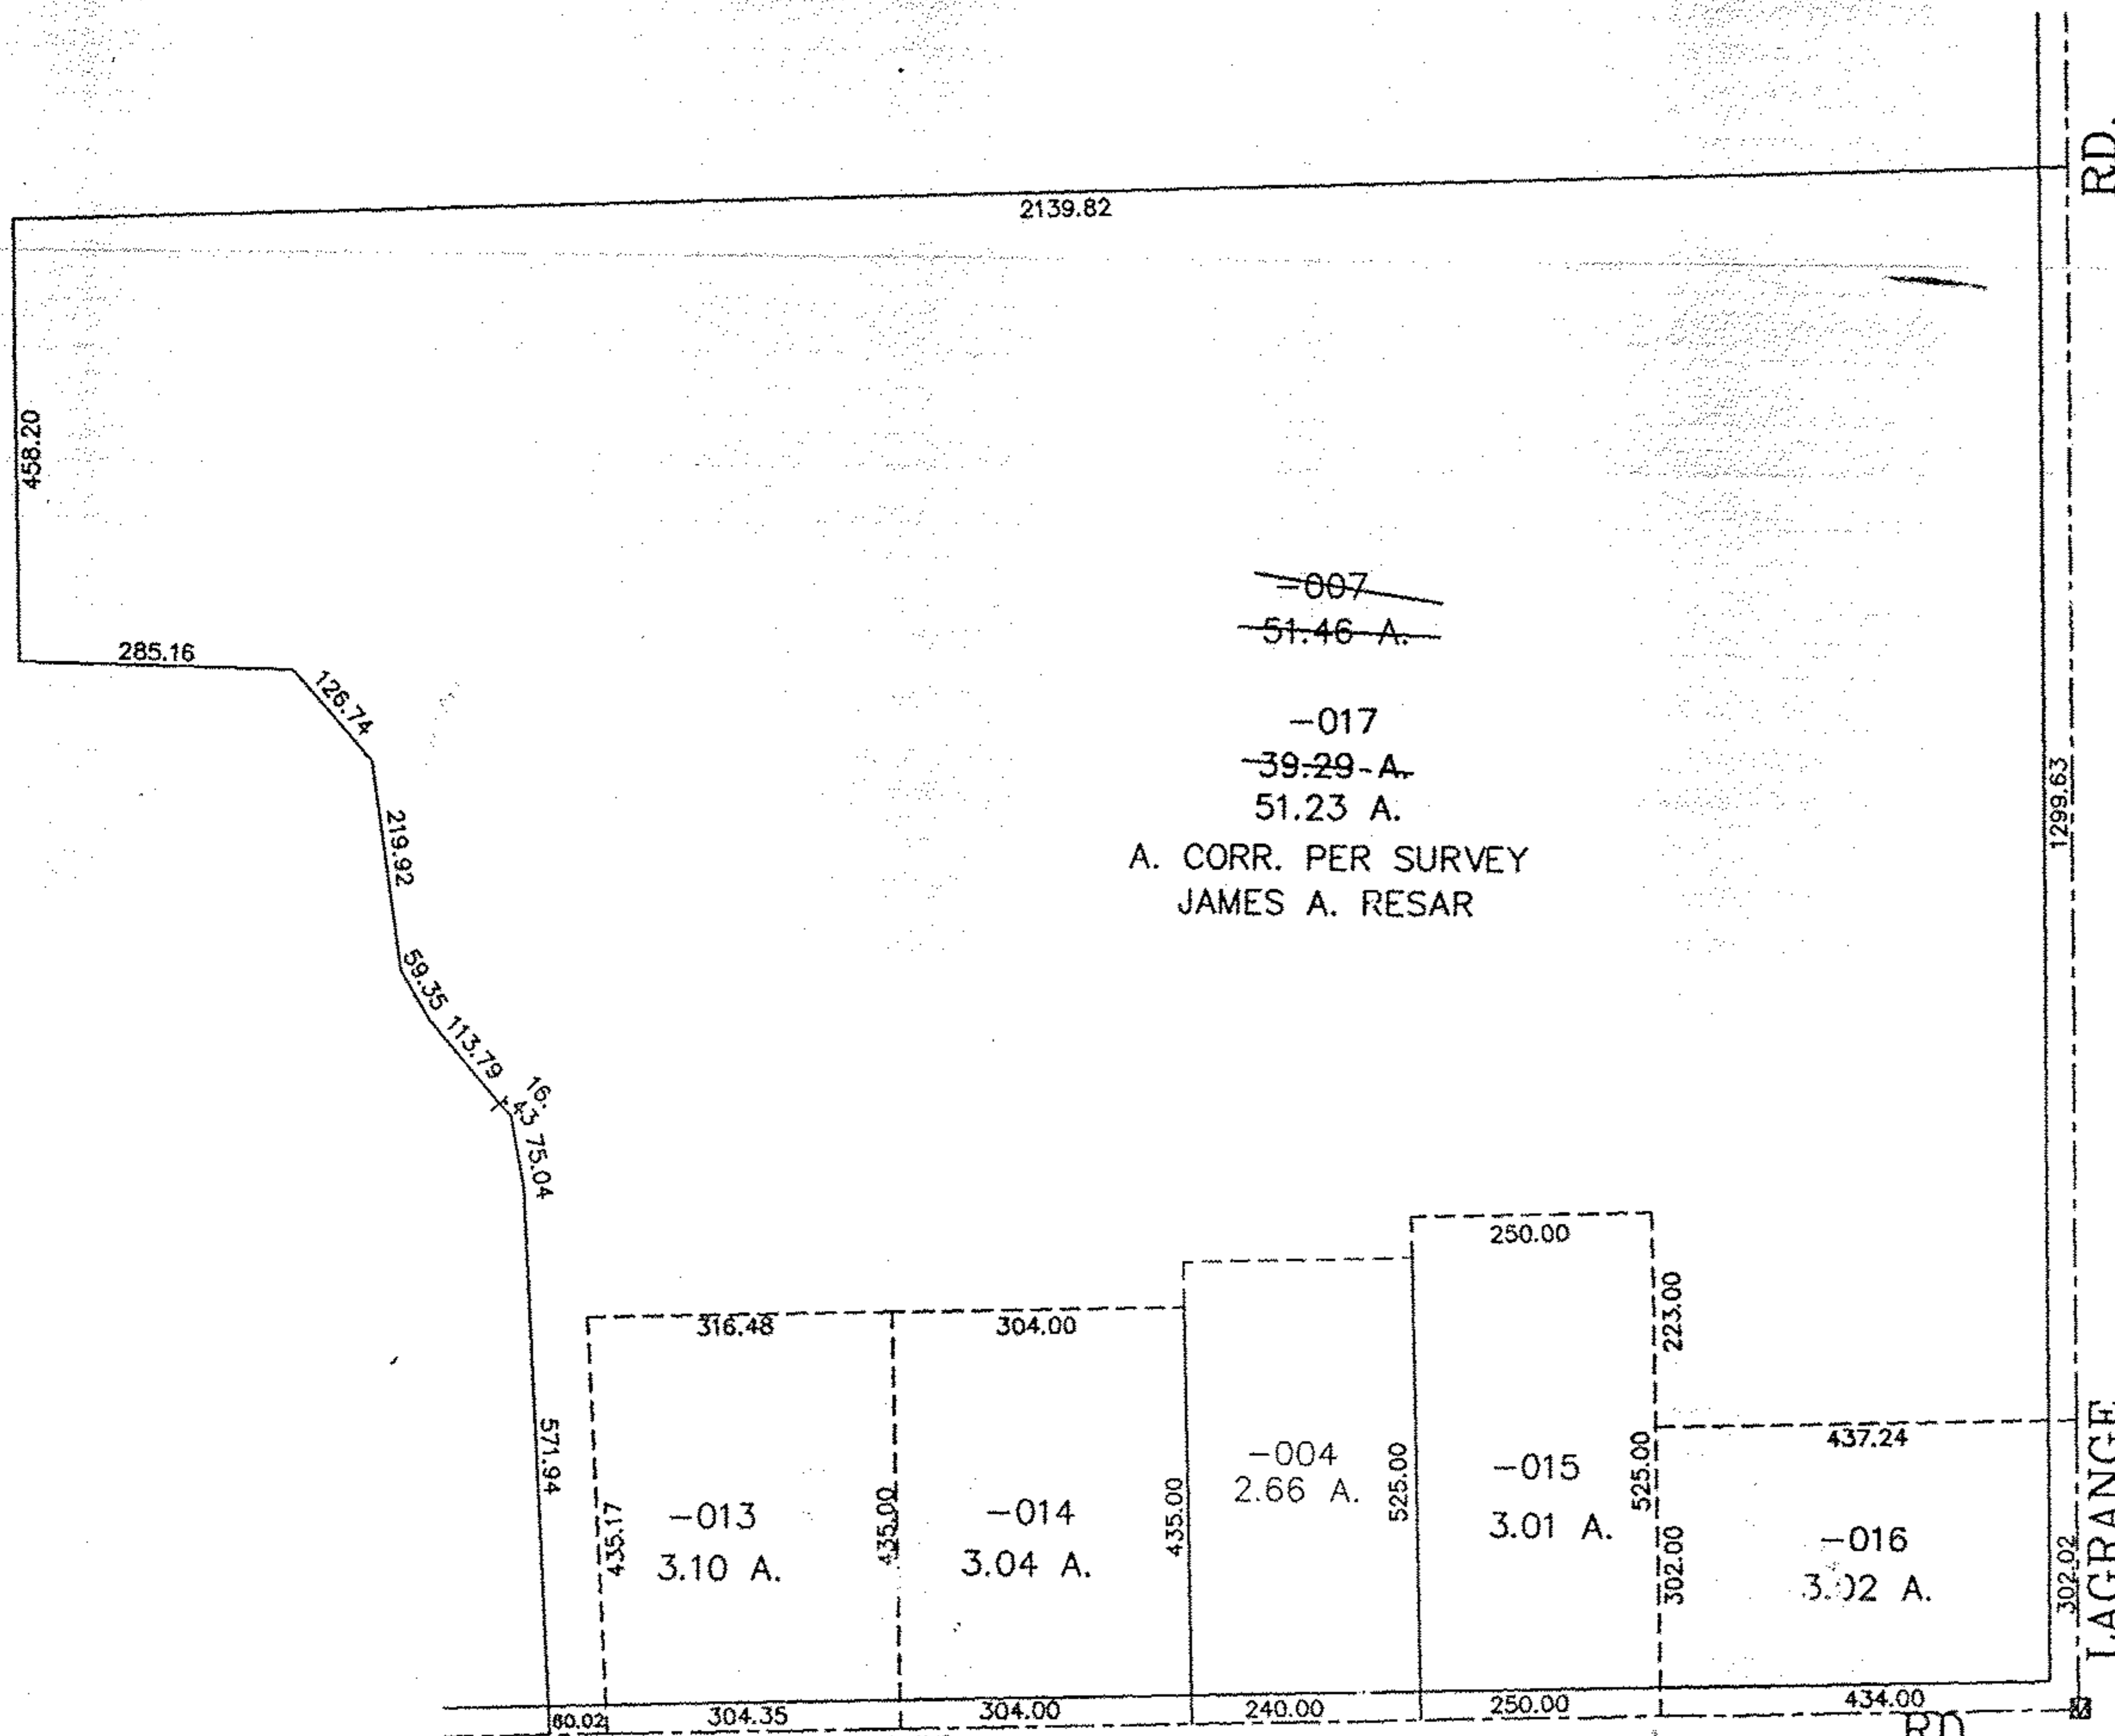 RD.
2139.82
458.20
285.16
126.74
219.92
59.35
113.79
16.
43
75.04
571.94
-007
51.46 A.
-017
39.29 A.
51.23 A.
A. CORR. PER SURVEY
JAMES A. RESAR
1299.63
250.00
223.00
316.48
304.00
437.24
435.17
-013
3.10 A.
435.00
-014
3.04 A.
435.00
-004
2.66 A.
525.00
-015
3.01 A.
525.00
302.00
-016
3.02 A.
302.02
LAGRANGE
60.02
304.35
304.00
240.00
250.00
434.00
RD